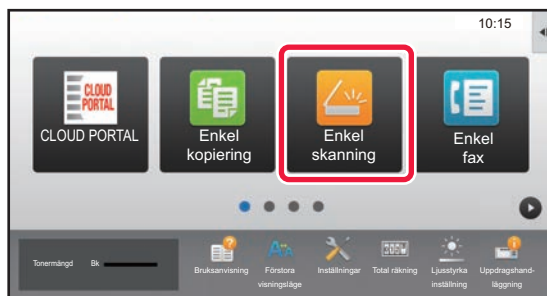 10:15
CLOUD
PORTAL
CLOUD PORTAL
Enkel
kopiering
Enkel
skanning
Enkel
fax
Tonermängd Bk
Bruksanvisning
Förstora
visningsläge
Inställningar
Total räkning
Ljusstyrka
inställning
Uppdragshand-
läggning